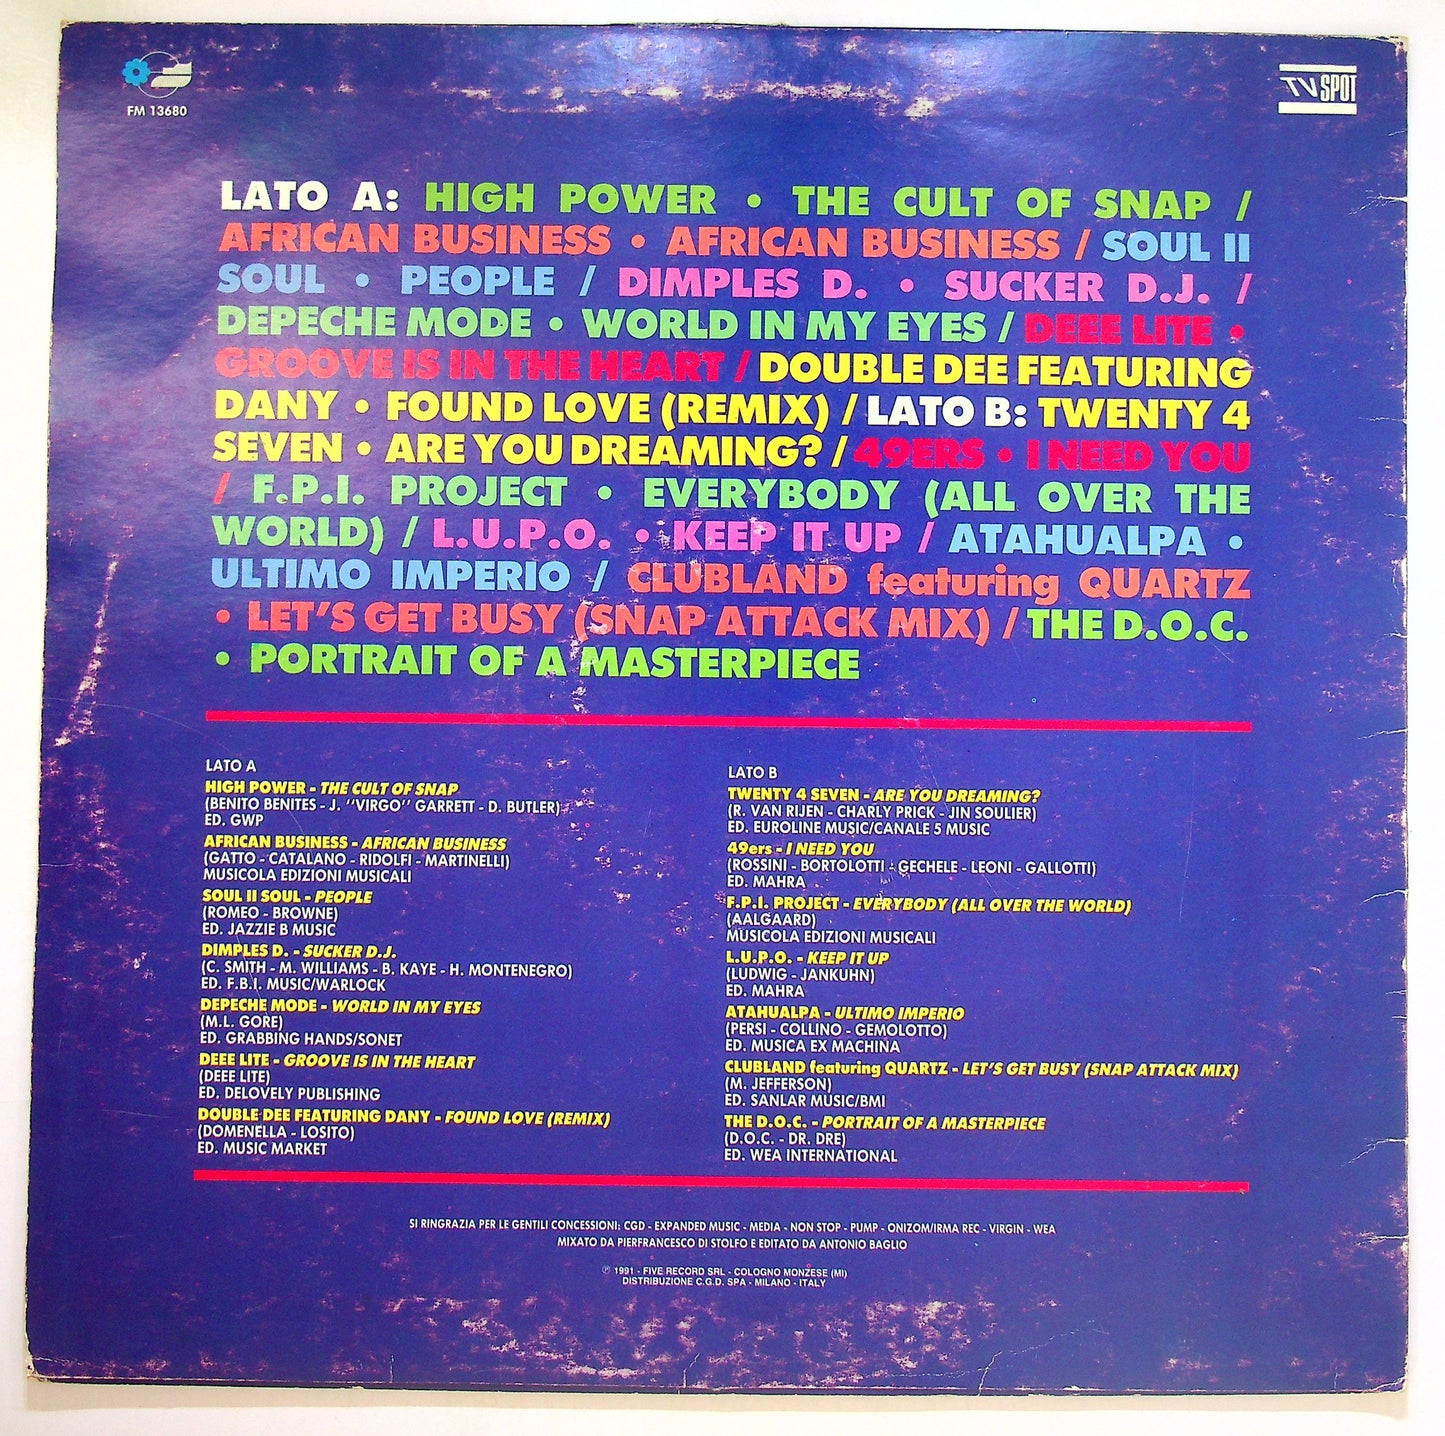 FM 13680
TV SPOT
LATO A: HIGH POWER • THE CULT OF SNAP /
AFRICAN BUSINESS • AFRICAN BUSINESS / SOUL II
SOUL • PEOPLE / DIMPLES D. • SUCKER D.J. /
DEPECHE MODE • WORLD IN MY EYES / DEEE LITE •
GROOVE IS IN THE HEART / DOUBLE DEE FEATURING
DANY • FOUND LOVE (REMIX) / LATO B: TWENTY 4
SEVEN • ARE YOU DREAMING? / 49ERS • I NEED YOU
/ F.P.I. PROJECT • EVERYBODY (ALL OVER THE
WORLD) / L.U.P.O. • KEEP IT UP / ATAHUALPA •
ULTIMO IMPERIO / CLUBLAND featuring QUARTZ
• LET'S GET BUSY (SNAP ATTACK MIX) / THE D.O.C.
• PORTRAIT OF A MASTERPIECE
LATO A
HIGH POWER - THE CULT OF SNAP
(BENITO BENITES - J. ''VIRGO'' GARRETT - D. BUTLER)
ED. GWP
AFRICAN BUSINESS - AFRICAN BUSINESS
(GATTO - CATALANO - RIDOLFI - MARTINELLI)
MUSICOLA EDIZIONI MUSICALI
SOUL II SOUL - PEOPLE
(ROMEO - BROWNE)
ED. JAZZIE B MUSIC
DIMPLES D. - SUCKER D.J.
(C. SMITH - M. WILLIAMS - B. KAYE - H. MONTENEGRO)
ED. F.B.I. MUSIC/WARLOCK
DEPECHE MODE - WORLD IN MY EYES
(M.L. GORE)
ED. GRABBING HANDS/SONET
DEEE LITE - GROOVE IS IN THE HEART
(DEEE LITE)
ED. DELOVELY PUBLISHING
DOUBLE DEE FEATURING DANY - FOUND LOVE (REMIX)
(DOMENELLA - LOSITO)
ED. MUSIC MARKET
LATO B
TWENTY 4 SEVEN - ARE YOU DREAMING?
(R. VAN RIJEN - CHARLY PRICK - JIN SOULIER)
ED. EUROLINE MUSIC/CANALE 5 MUSIC
49ers - I NEED YOU
(ROSSINI - BORTOLOTTI - GECHELE - LEONI - GALLOTTI)
ED. MAHRA
F.P.I. PROJECT - EVERYBODY (ALL OVER THE WORLD)
(AALGAARD)
MUSICOLA EDIZIONI MUSICALI
L.U.P.O. - KEEP IT UP
(LUDWIG - JANKUHN)
ED. MAHRA
ATAHUALPA - ULTIMO IMPERIO
(PERSI - COLLINO - GEMOLOTTO)
ED. MUSICA EX MACHINA
CLUBLAND featuring QUARTZ - LET'S GET BUSY (SNAP ATTACK MIX)
(M. JEFFERSON)
ED. SANLAR MUSIC/BMI
THE D.O.C. - PORTRAIT OF A MASTERPIECE
(D.O.C. - DR. DRE)
ED. WEA INTERNATIONAL
SI RINGRAZIA PER LE GENTILI CONCESSIONI: CGD - EXPANDED MUSIC - MEDIA - NON STOP - PUMP - ONIZOM/IRMA REC - VIRGIN - WEA
MIXATO DA PIERFRANCESCO DI STOLFO E EDITATO DA ANTONIO BAGLIO
℗ 1991 - FIVE RECORD SRL - COLOGNO MONZESE (MI)
DISTRIBUZIONE C.G.D. SPA - MILANO - ITALY